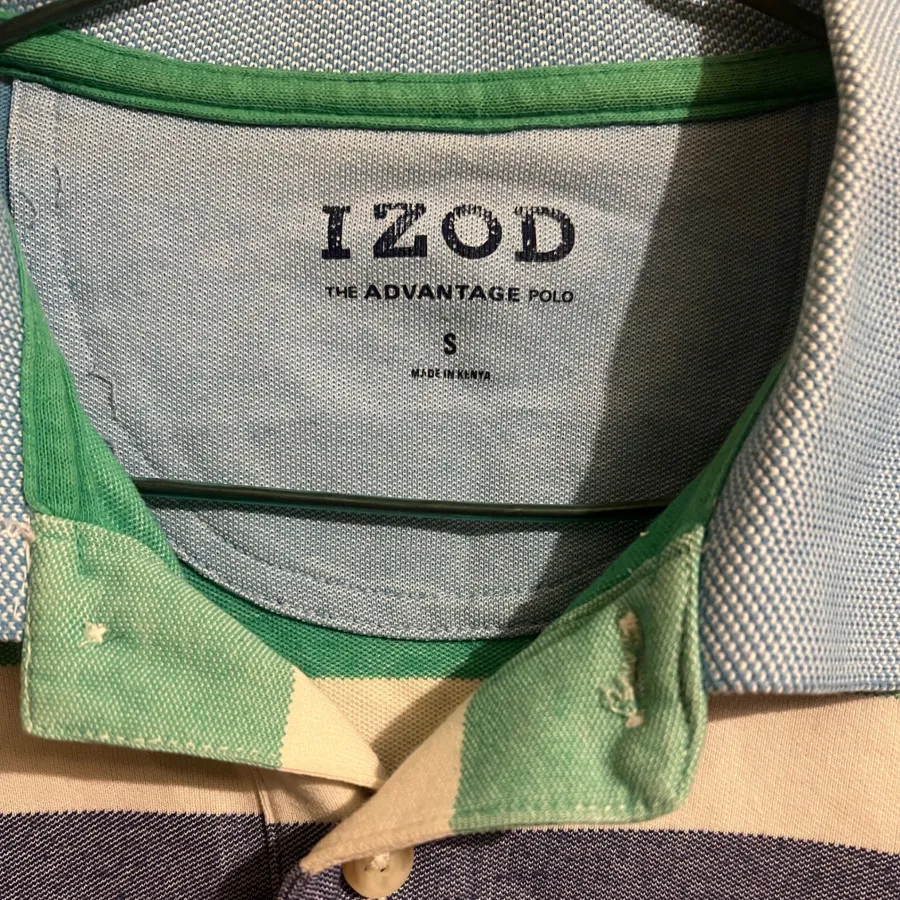 IZOD
THE ADVANTAGE POLO
S
MADE IN KENYA